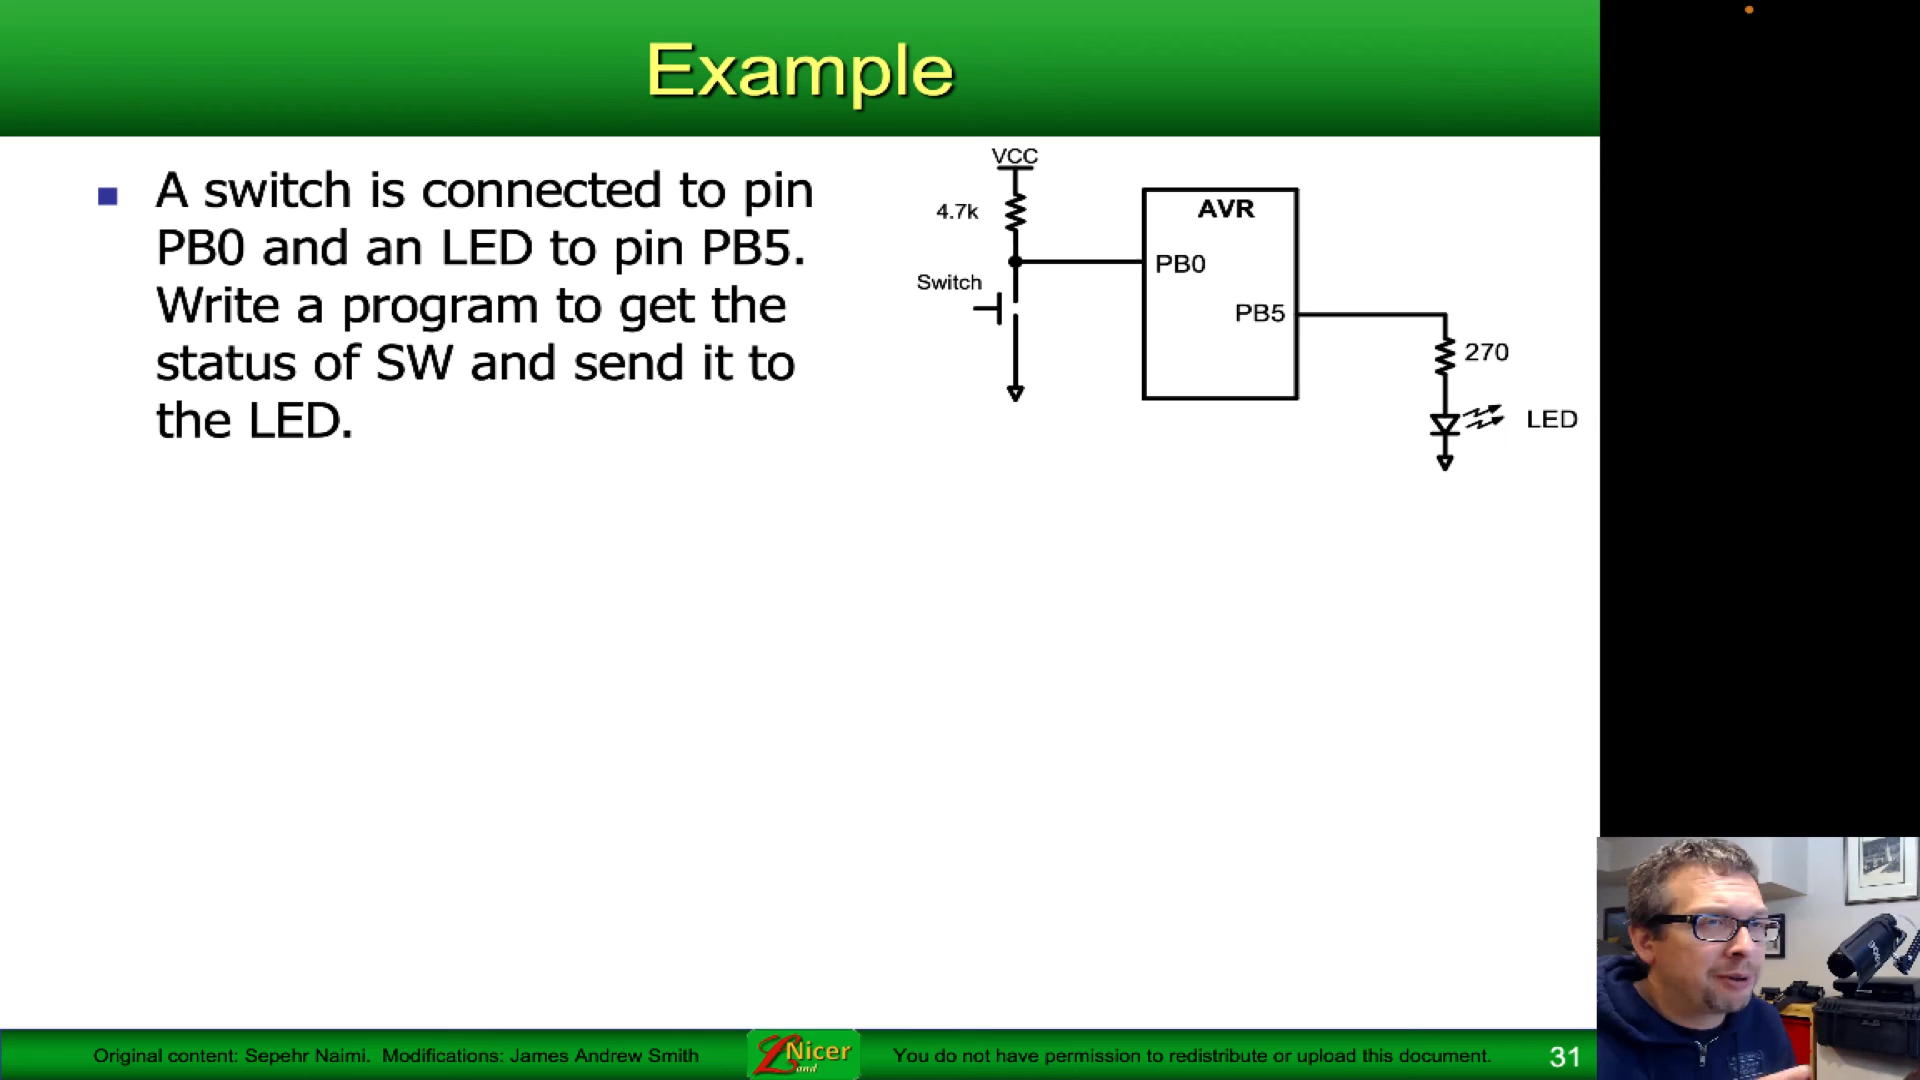 Example
A switch is connected to pin
PB0 and an LED to pin PB5.
Write a program to get the
status of SW and send it to
the LED.
VCC
4.7k
Switch
AVR
PB0
PB5
270
LED
Original content: Sepehr Naimi.  Modifications: James Andrew Smith
Nicer
Land
You do not have permission to redistribute or upload this document.
31